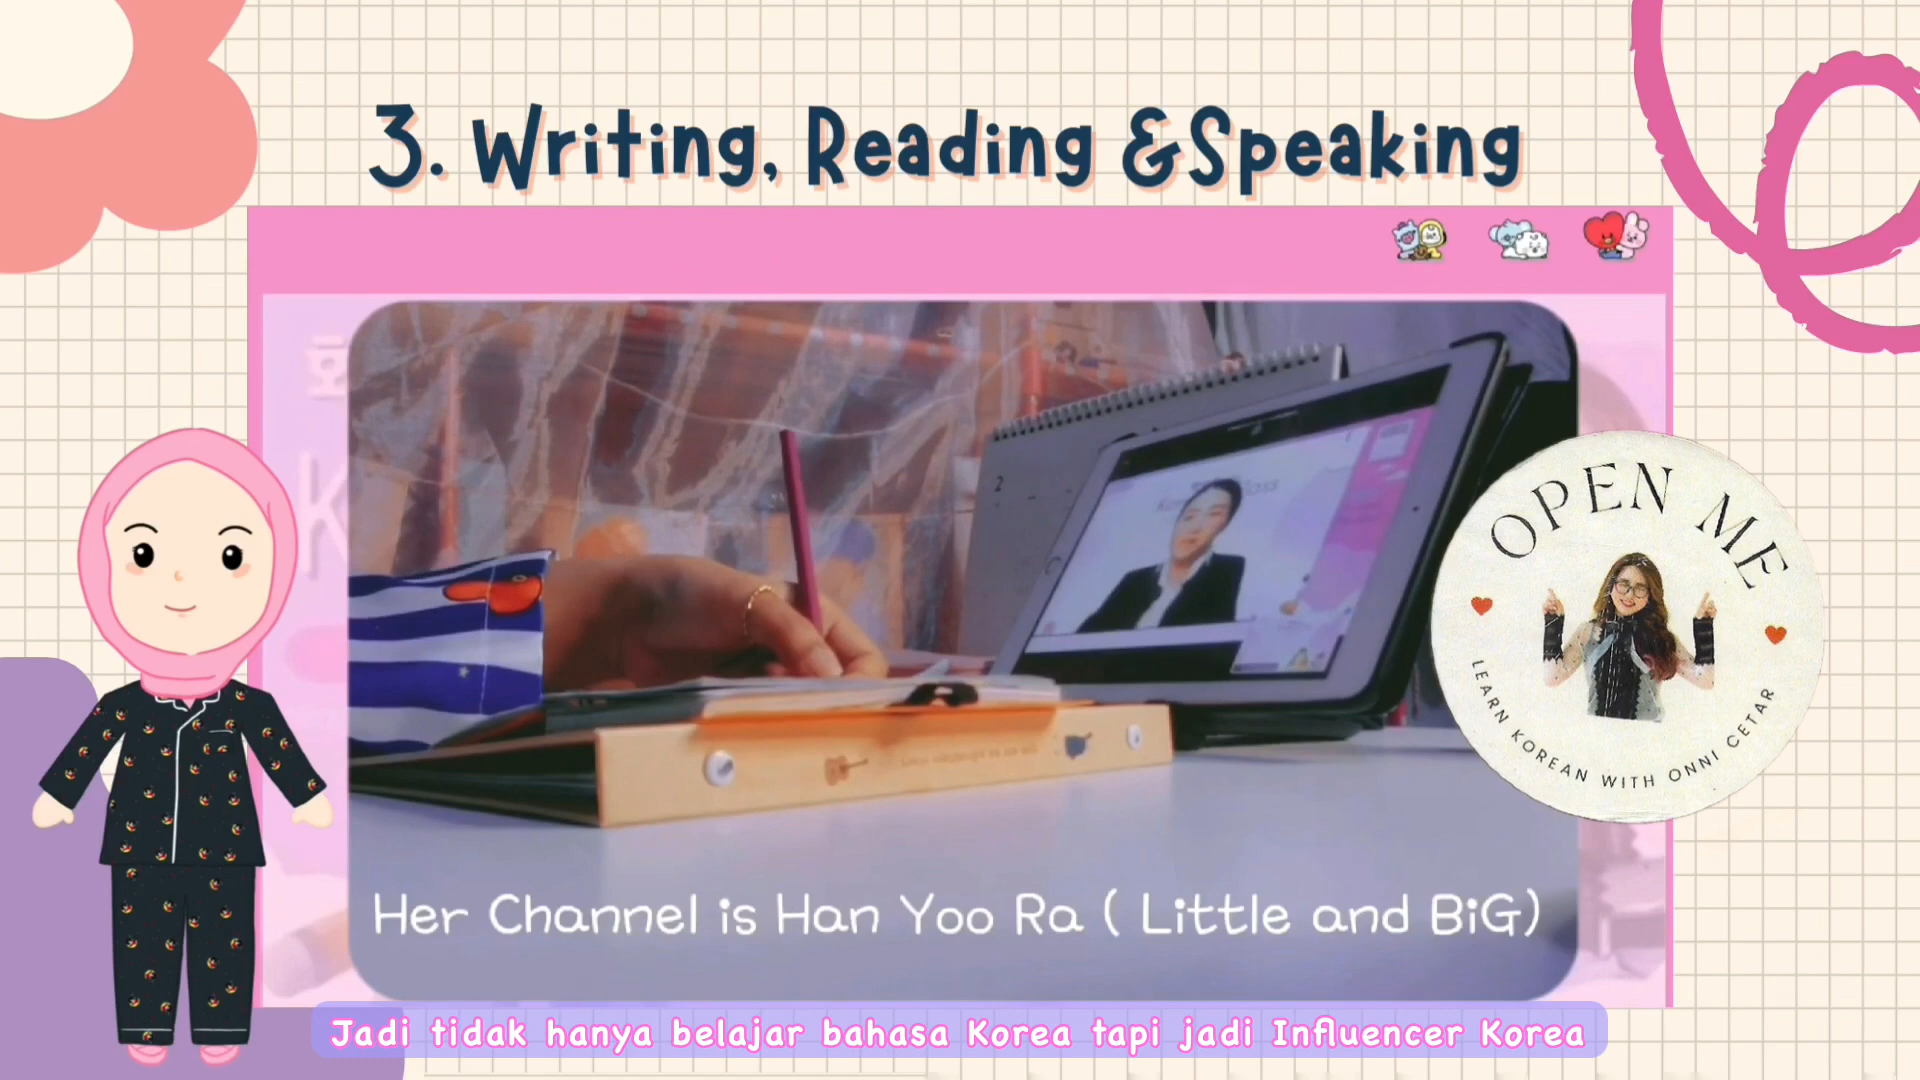 3. Writing, Reading &Speaking
OPEN ME
LEARN KOREAN WITH ONNI CETAR
2
Her Channel is Han Yoo Ra ( Little and BiG)
Jadi tidak hanya belajar bahasa Korea tapi jadi Influencer Korea